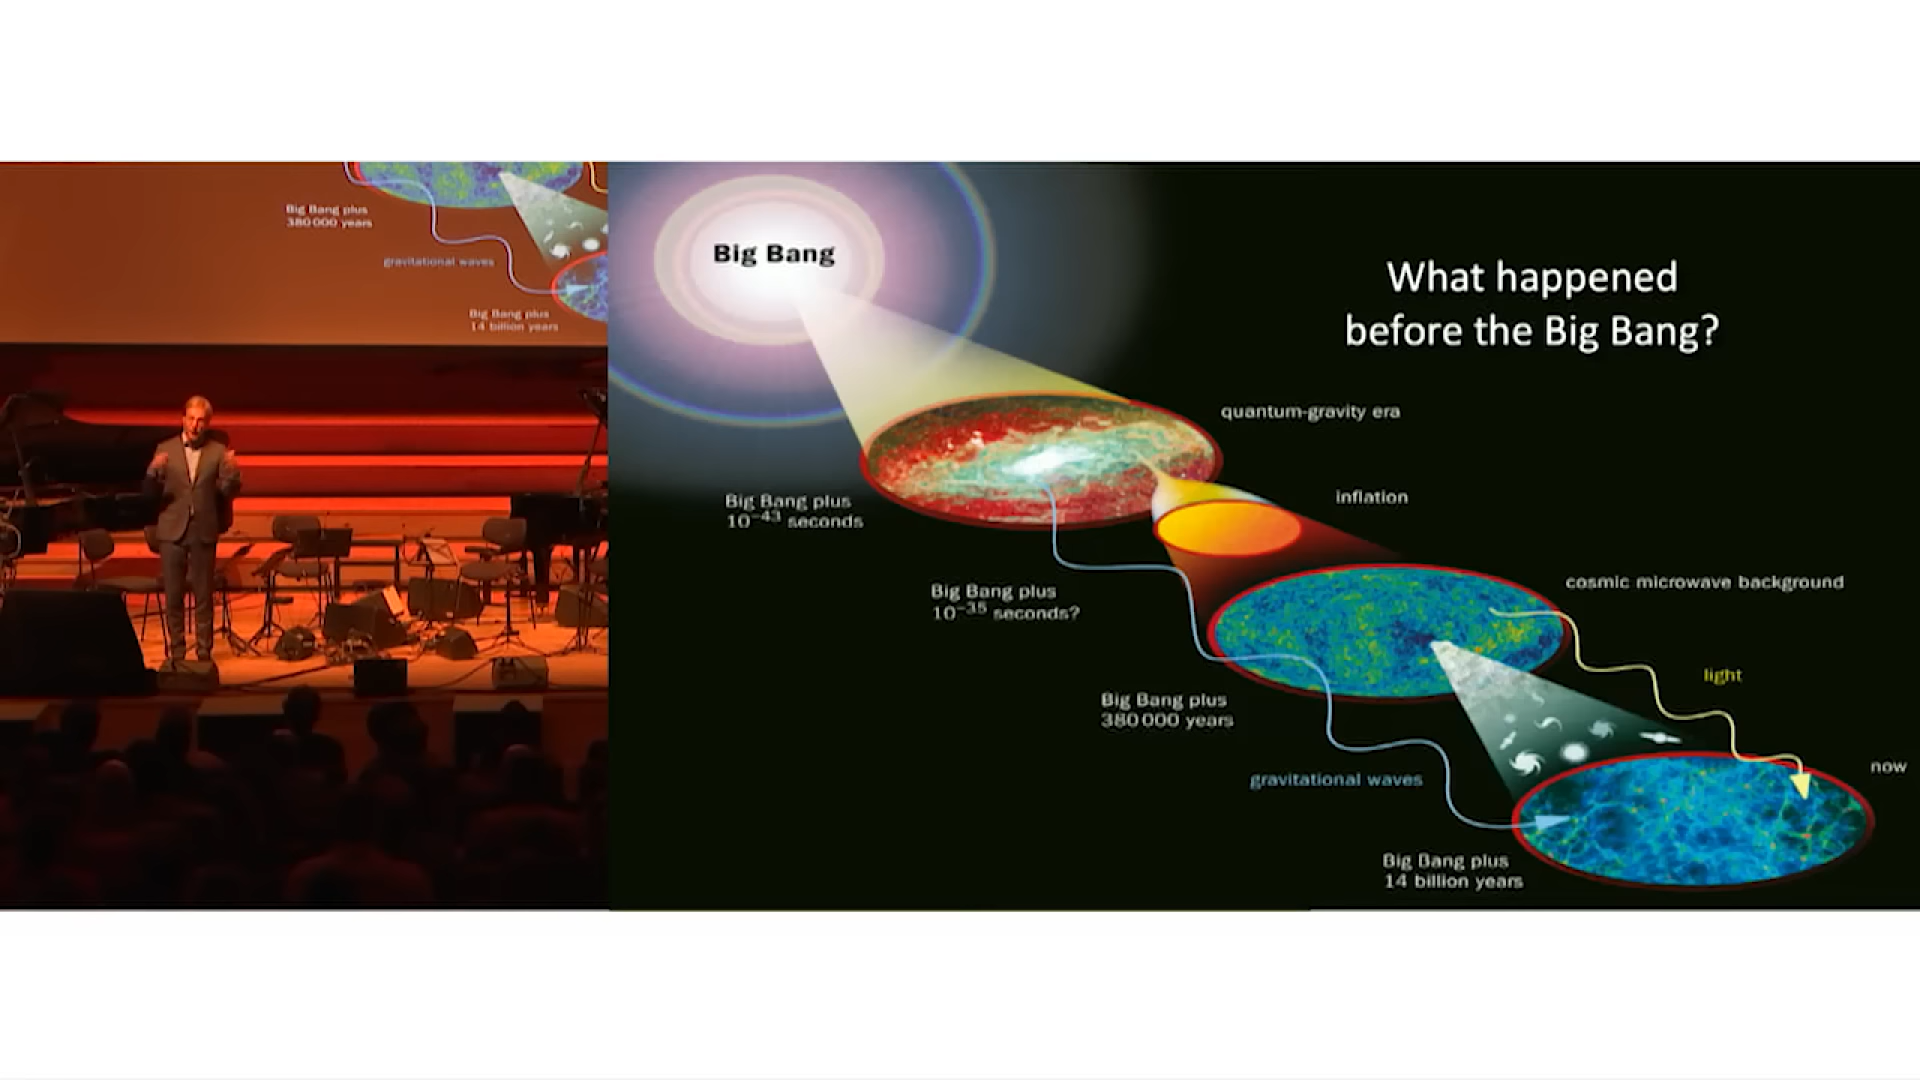 Big Bang plus
380 000 years
gravitational waves
Big Bang plus
14 billion years
Big Bang
What happened
before the Big Bang?
quantum-gravity era
Big Bang plus
10⁻⁴³ seconds
inflation
Big Bang plus
10⁻³⁵ seconds?
cosmic microwave background
Big Bang plus
380 000 years
light
gravitational waves
now
Big Bang plus
14 billion years